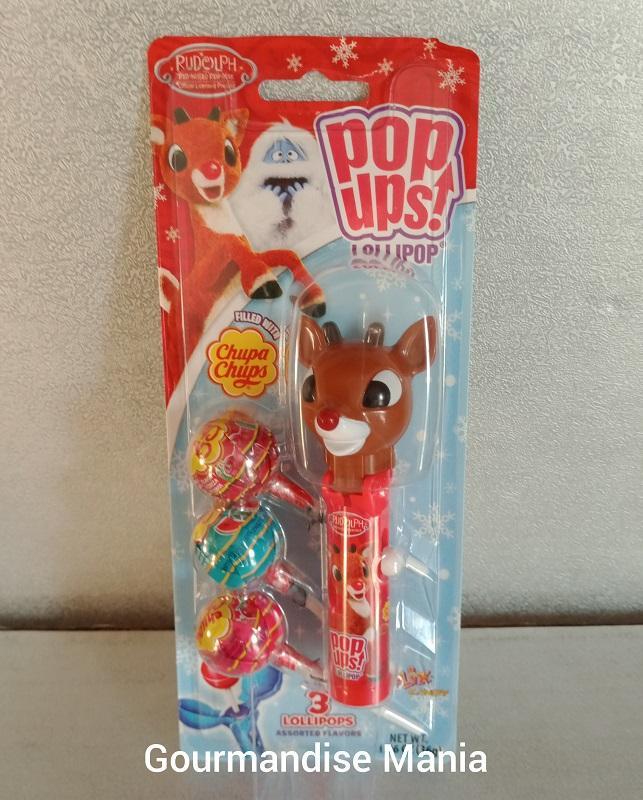 RUDOLPH
pop
ups!
LOLLIPOP
FILLED WITH
Chupa
Chups
RUDOLPH
pop
ups!
LOLLIPOP
3
LOLLIPOPS
ASSORTED FLAVORS
NET WT.
Gourmandise Mania